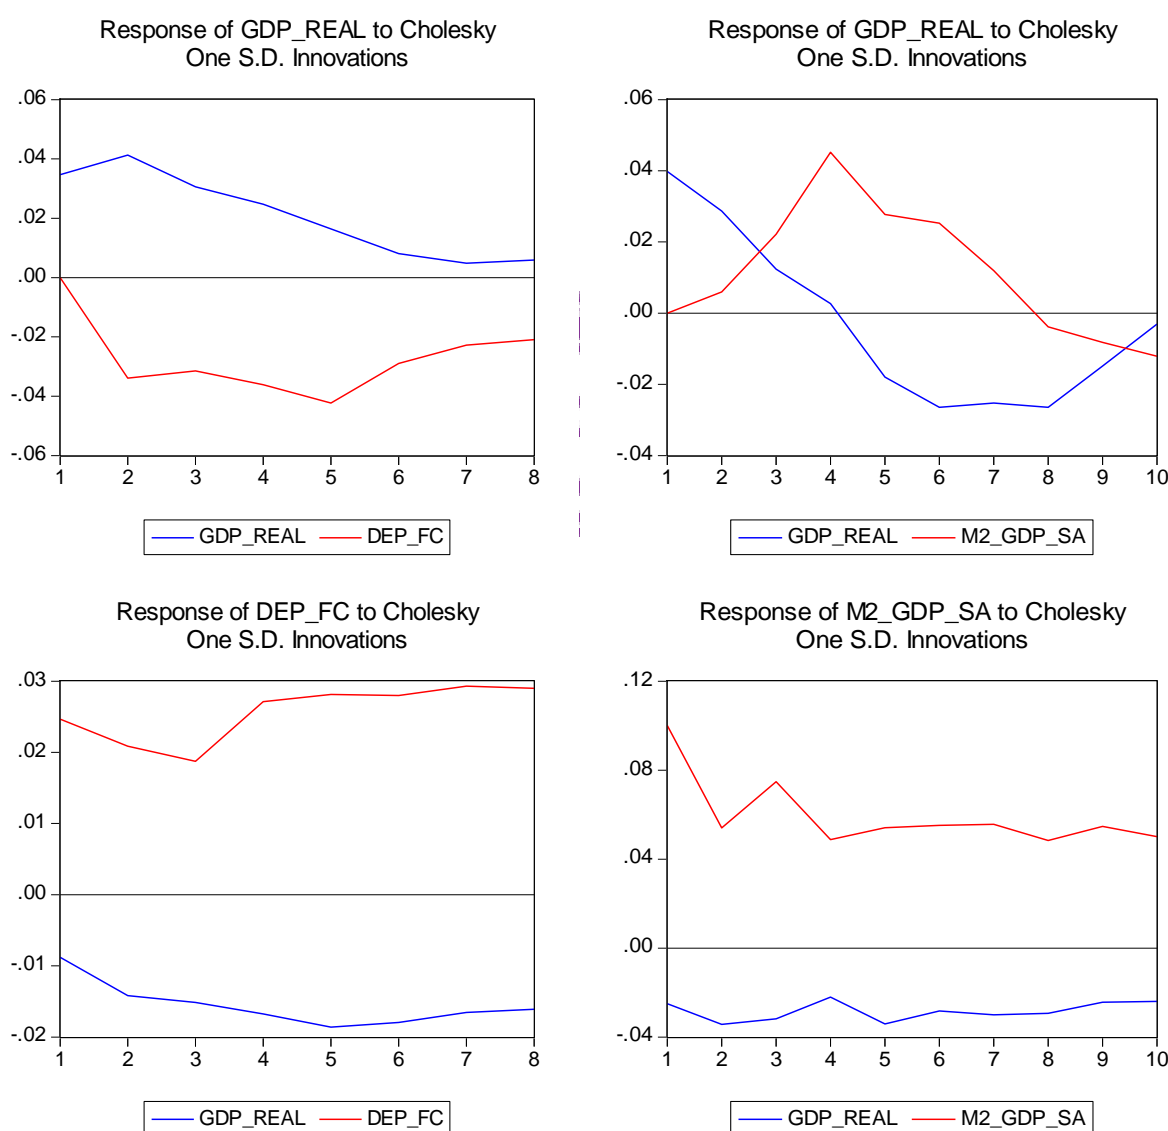 Response of GDP_REAL to Cholesky
One S.D. Innovations
.06
.04
.02
.00
-.02
-.04
-.06
1 2 3 4 5 6 7 8
GDP_REAL DEP_FC
Response of GDP_REAL to Cholesky
One S.D. Innovations
.06
.04
.02
.00
-.02
-.04
1 2 3 4 5 6 7 8 9 10
GDP_REAL M2_GDP_SA
Response of DEP_FC to Cholesky
One S.D. Innovations
.03
.02
.01
.00
-.01
-.02
1 2 3 4 5 6 7 8
GDP_REAL DEP_FC
Response of M2_GDP_SA to Cholesky
One S.D. Innovations
.12
.08
.04
.00
-.04
1 2 3 4 5 6 7 8 9 10
GDP_REAL M2_GDP_SA